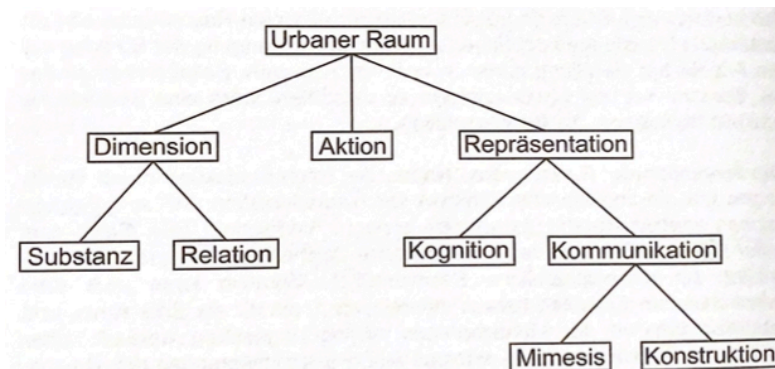 Urbaner Raum
Dimension Aktion Repräsentation
Substanz Relation Kognition Kommunikation
Mimesis Konstruktion